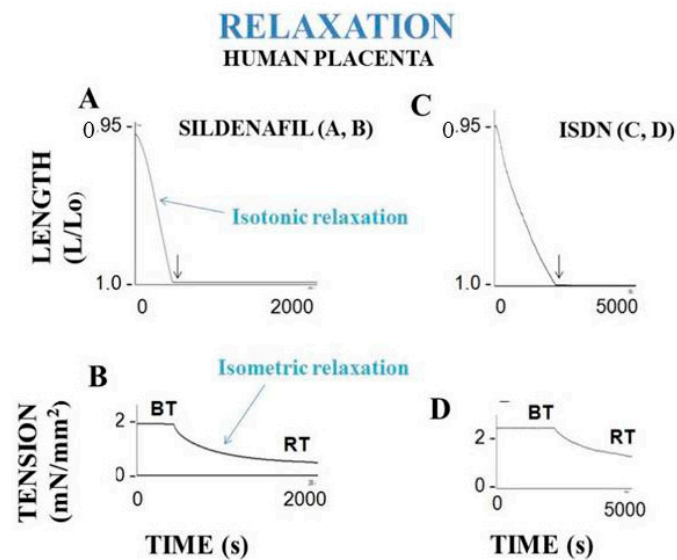 RELAXATION
HUMAN PLACENTA
A
C
0.95
SILDENAFIL (A, B)
0.95
ISDN (C, D)
LENGTH
(L/Lo)
Isotonic relaxation
1.0
1.0
0
2000
0
5000
B
Isometric relaxation
D
TENSION
(mN/mm²)
2
BT
RT
0
0
2000
2
BT
RT
0
0
5000
TIME (s)
TIME (s)